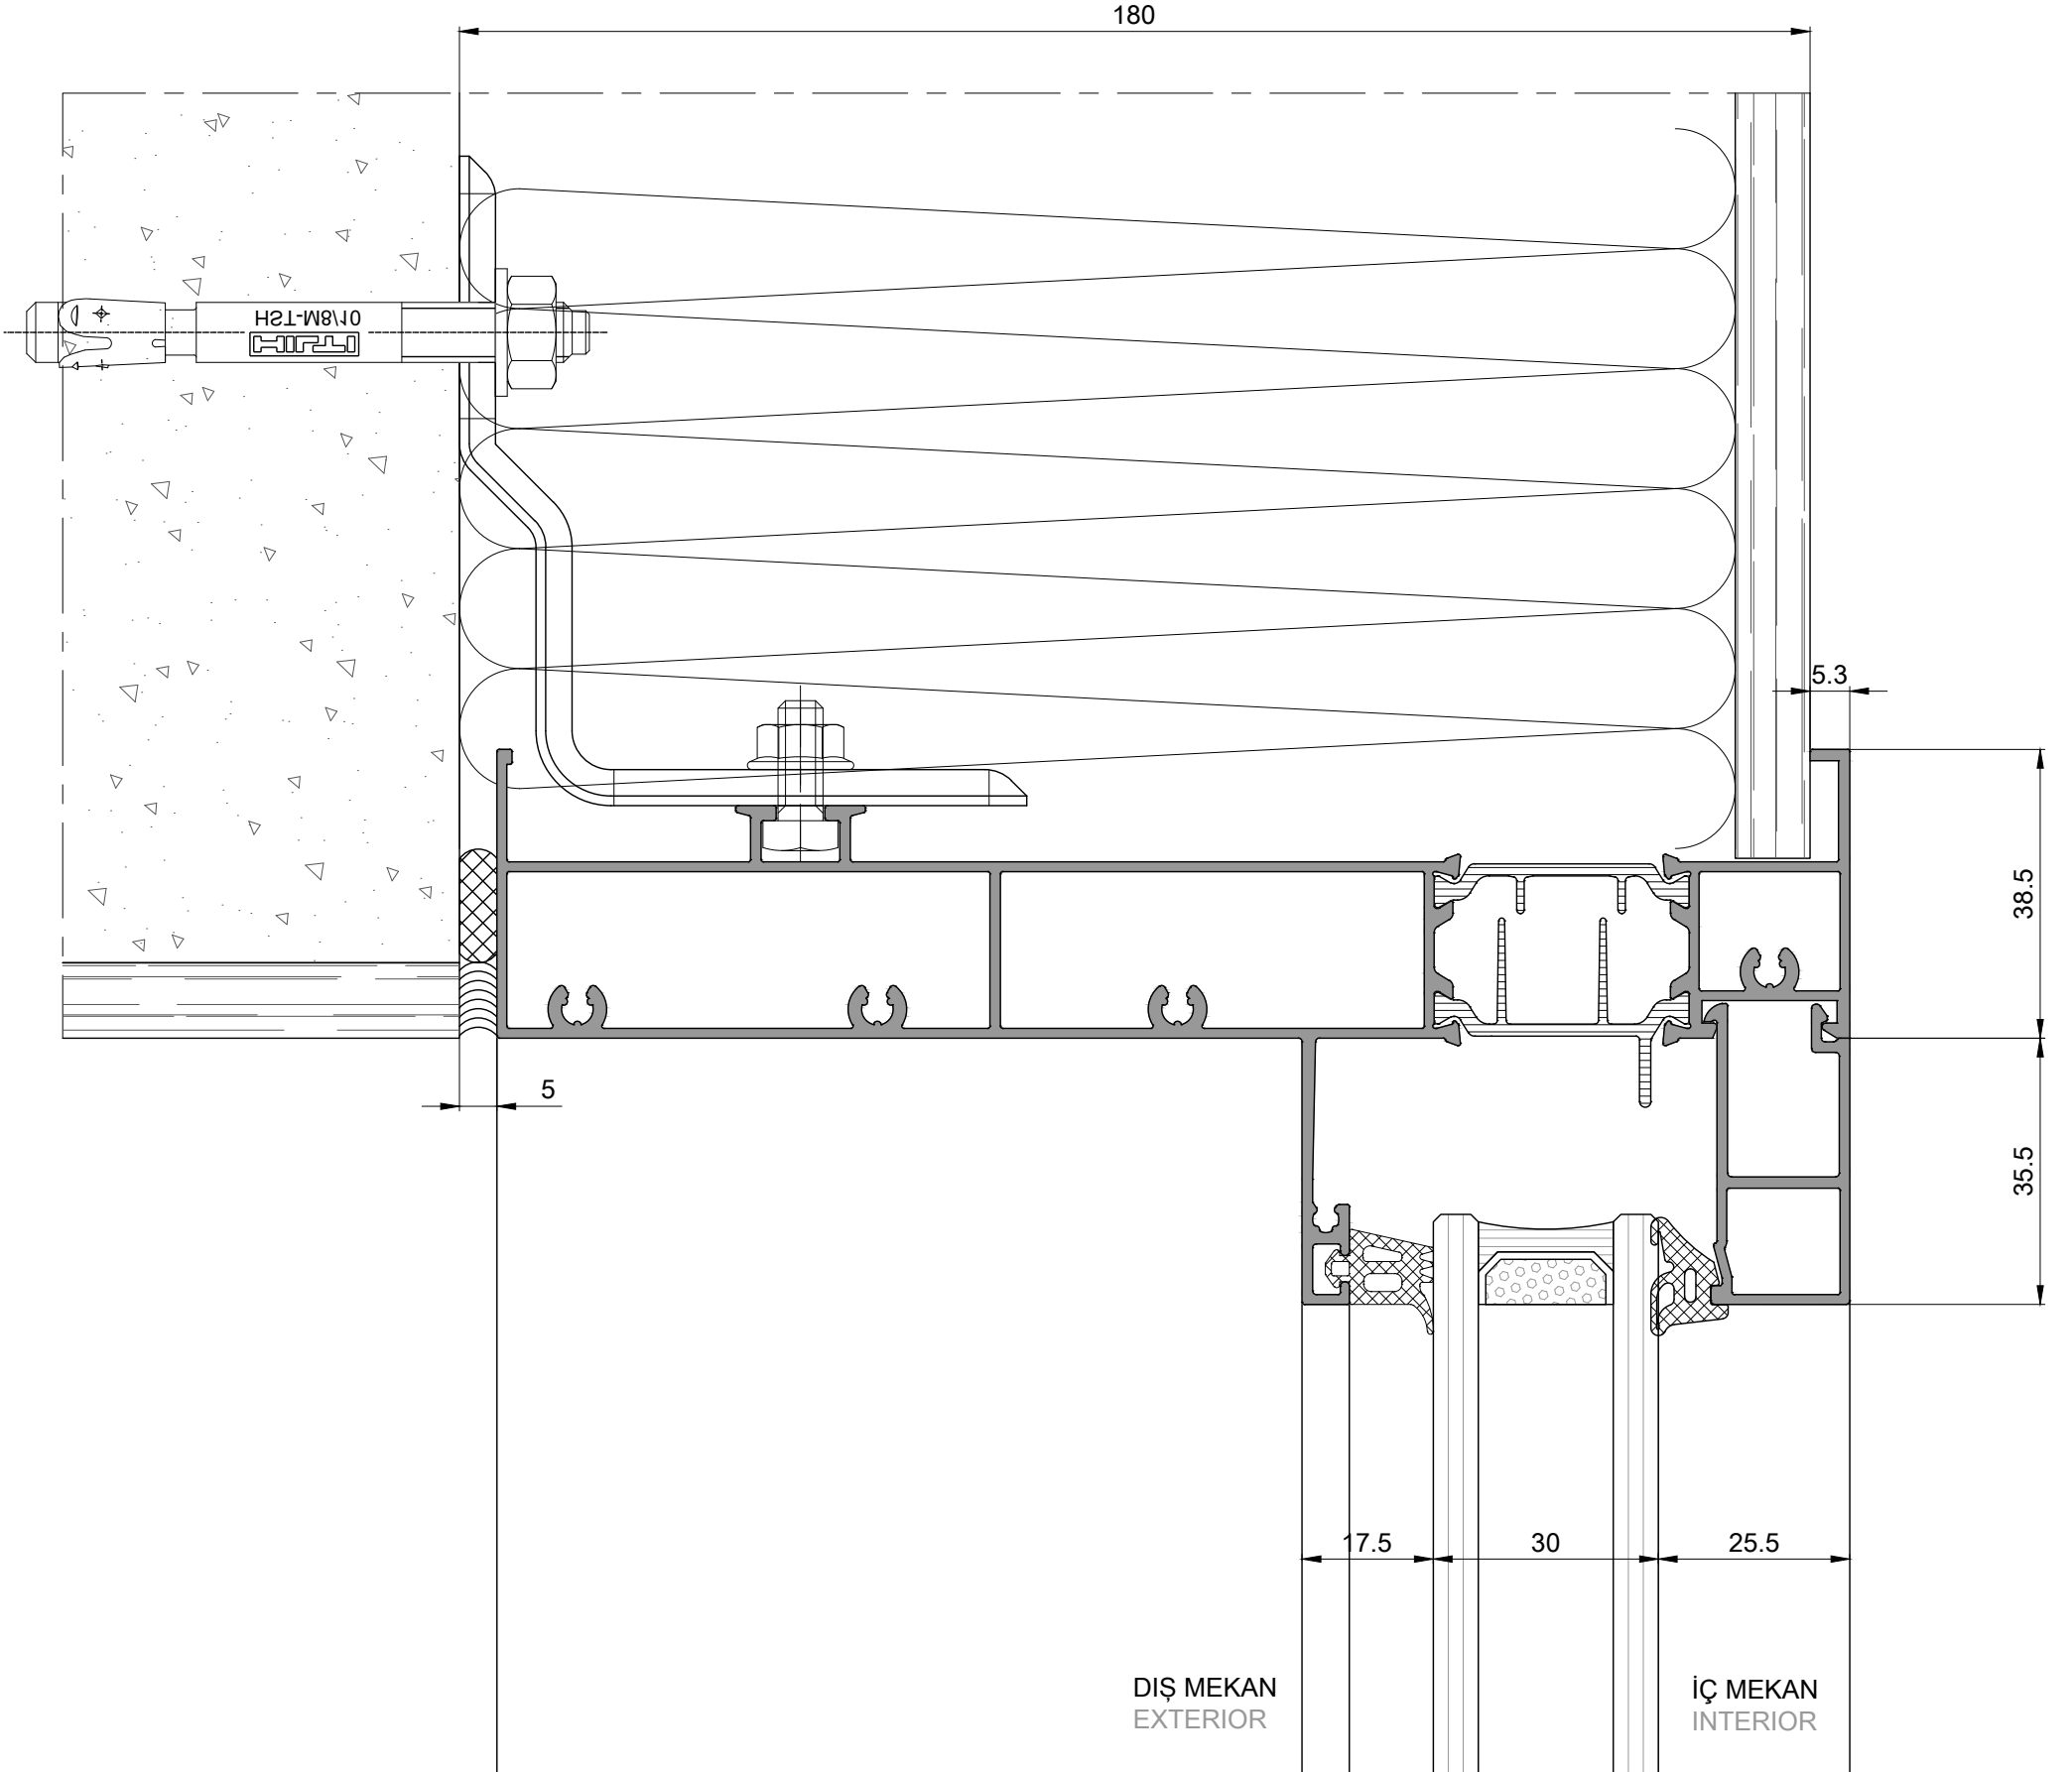 180
HST-M8/10
HILTI
5.3
38.5
5
35.5
17.5
30
25.5
DIŞ MEKAN
EXTERIOR
İÇ MEKAN
INTERIOR